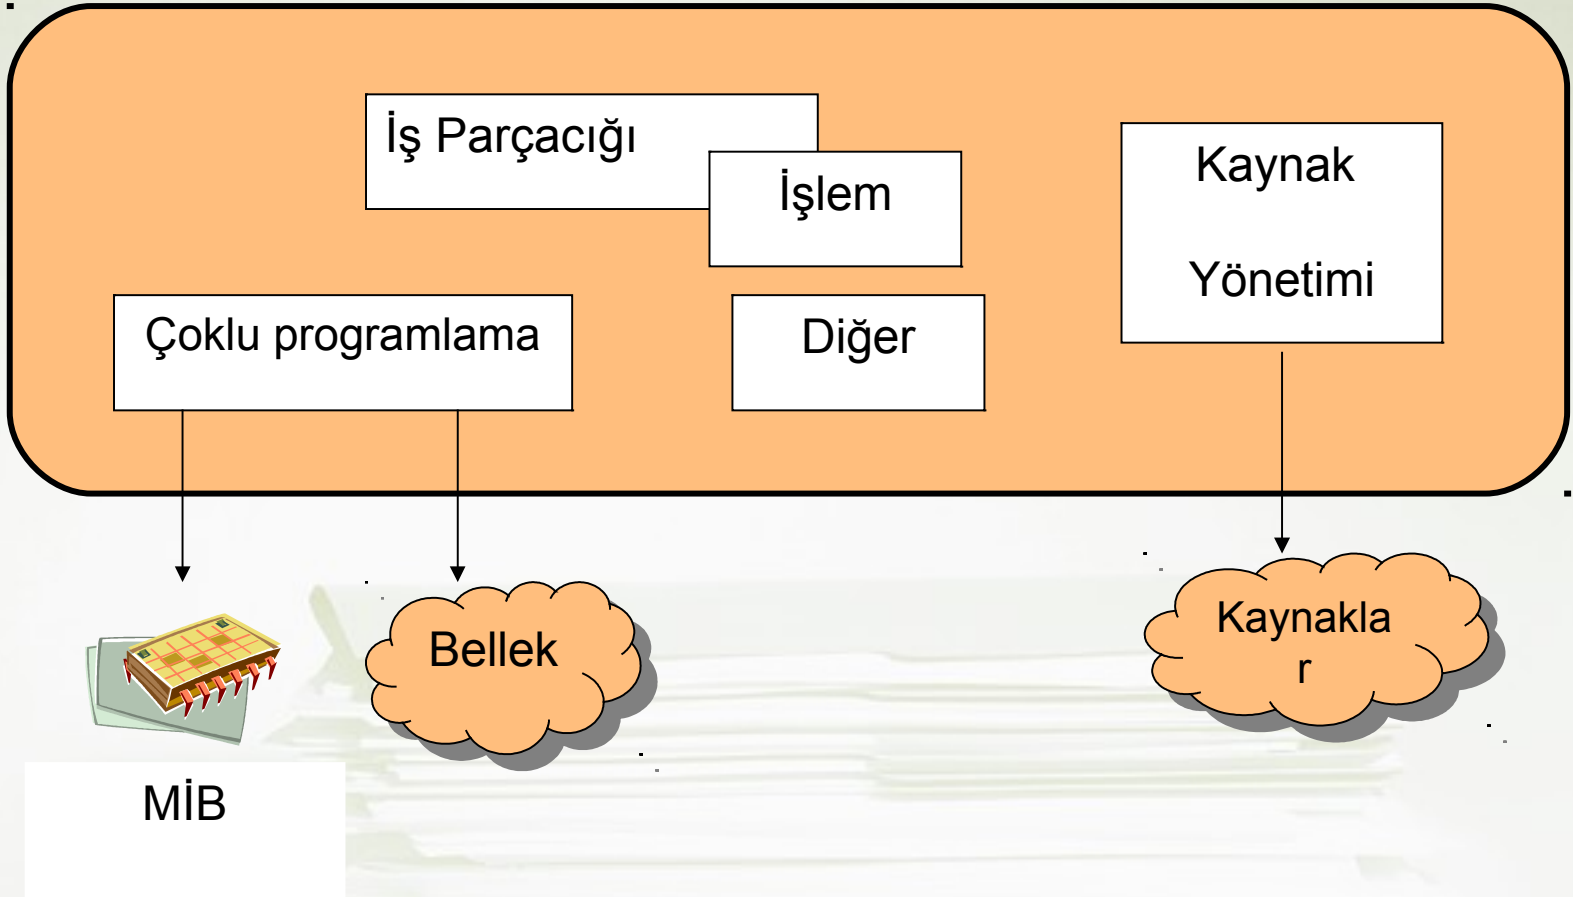 İş Parçacığı
İşlem
Kaynak
Yönetimi
Çoklu programlama
Diğer
Bellek
Kaynakla
r
MİB